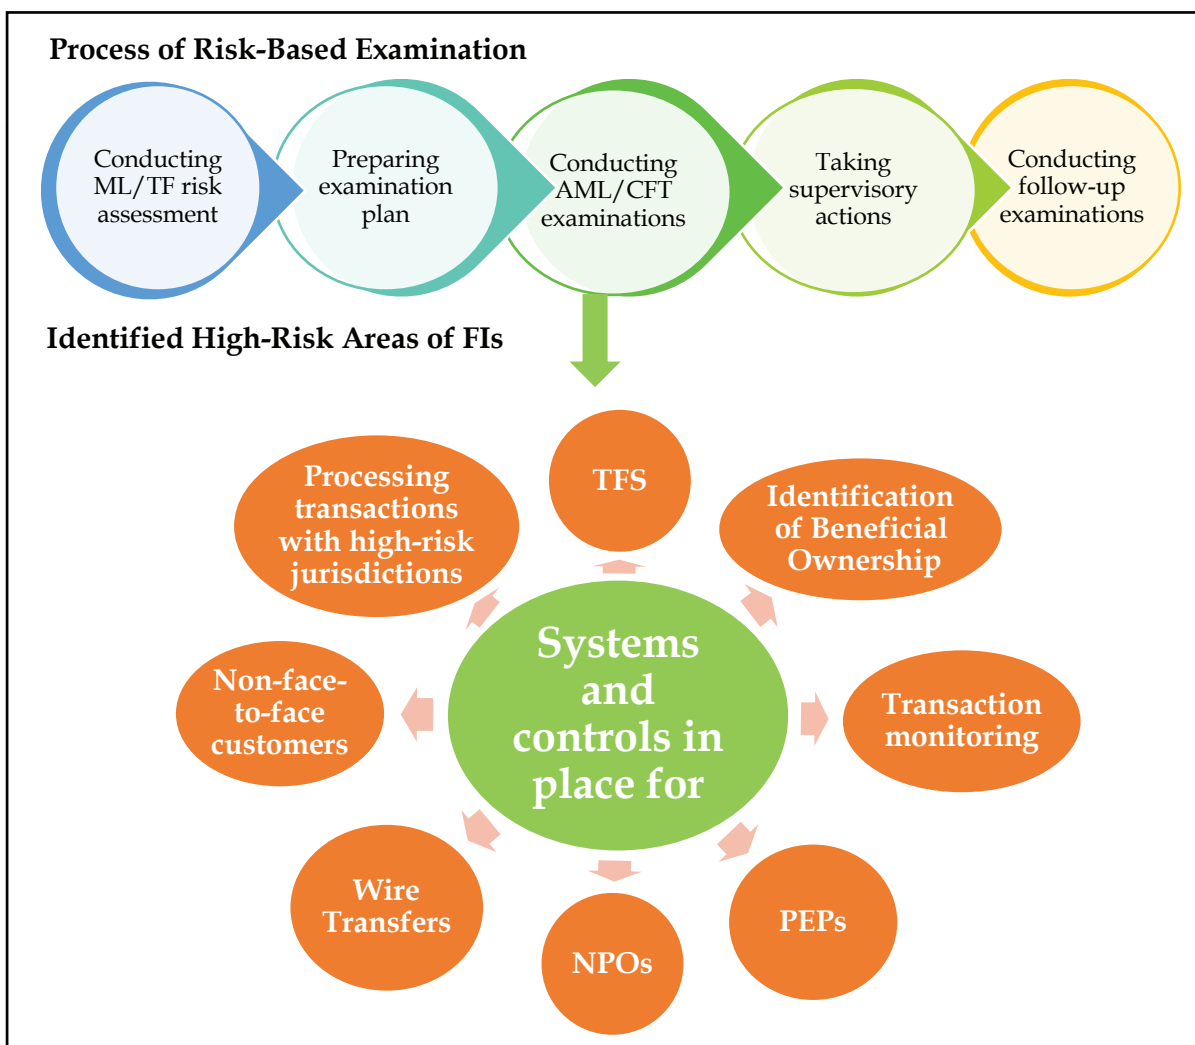 Process of Risk-Based Examination
Conducting
ML/TF risk
assessment
Preparing
examination
plan
Conducting
AML/CFT
examinations
Taking
supervisory
actions
Conducting
follow-up
examinations
Identified High-Risk Areas of FIs
TFS
Processing
transactions
with high-risk
jurisdictions
Identification
of Beneficial
Ownership
Systems
and
controls in
place for
Non-face-
to-face
customers
Transaction
monitoring
Wire
Transfers
NPOs
PEPs